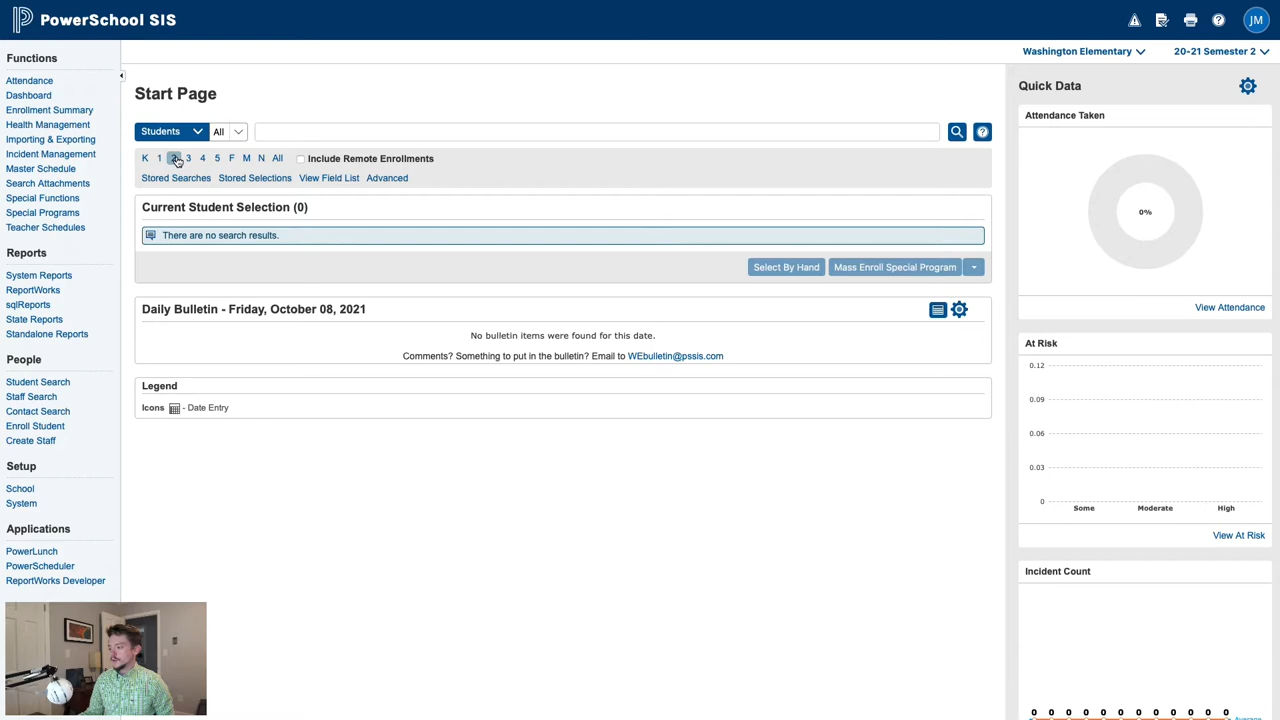 PowerSchool SIS
JM
Washington Elementary
20-21 Semester 2
Functions
Attendance
Dashboard
Enrollment Summary
Health Management
Importing & Exporting
Incident Management
Master Schedule
Search Attachments
Special Functions
Special Programs
Teacher Schedules
Reports
System Reports
ReportWorks
sqlReports
State Reports
Standalone Reports
People
Student Search
Staff Search
Contact Search
Enroll Student
Create Staff
Setup
School
System
Applications
PowerLunch
PowerScheduler
ReportWorks Developer
Start Page
Students All
K 1 2 3 4 5 F M N All Include Remote Enrollments
Stored Searches Stored Selections View Field List Advanced
Current Student Selection (0)
There are no search results.
Select By Hand Mass Enroll Special Program
Daily Bulletin - Friday, October 08, 2021
No bulletin items were found for this date.
Comments? Something to put in the bulletin? Email to WEbulletin@pssis.com
Legend
Icons - Date Entry
Quick Data
Attendance Taken
0%
View Attendance
At Risk
0.12
0.09
0.06
0.03
0
Some Moderate High
View At Risk
Incident Count
0 0 0 0 0 0 0 0 0 0 0 0
Average